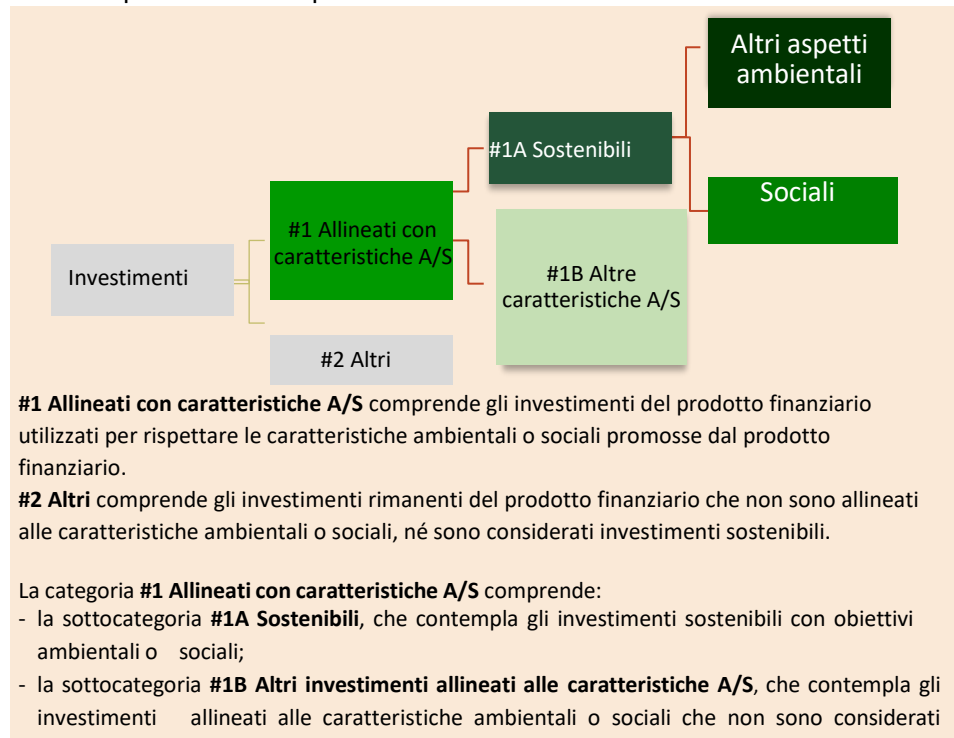 Altri aspetti
ambientali
#1A Sostenibili
Sociali
#1 Allineati con
caratteristiche A/S
Investimenti
#1B Altre
caratteristiche A/S
#2 Altri
#1 Allineati con caratteristiche A/S comprende gli investimenti del prodotto finanziario
utilizzati per rispettare le caratteristiche ambientali o sociali promosse dal prodotto
finanziario.
#2 Altri comprende gli investimenti rimanenti del prodotto finanziario che non sono allineati
alle caratteristiche ambientali o sociali, né sono considerati investimenti sostenibili.
La categoria #1 Allineati con caratteristiche A/S comprende:
- la sottocategoria #1A Sostenibili, che contempla gli investimenti sostenibili con obiettivi
ambientali o sociali;
- la sottocategoria #1B Altri investimenti allineati alle caratteristiche A/S, che contempla gli
investimenti allineati alle caratteristiche ambientali o sociali che non sono considerati